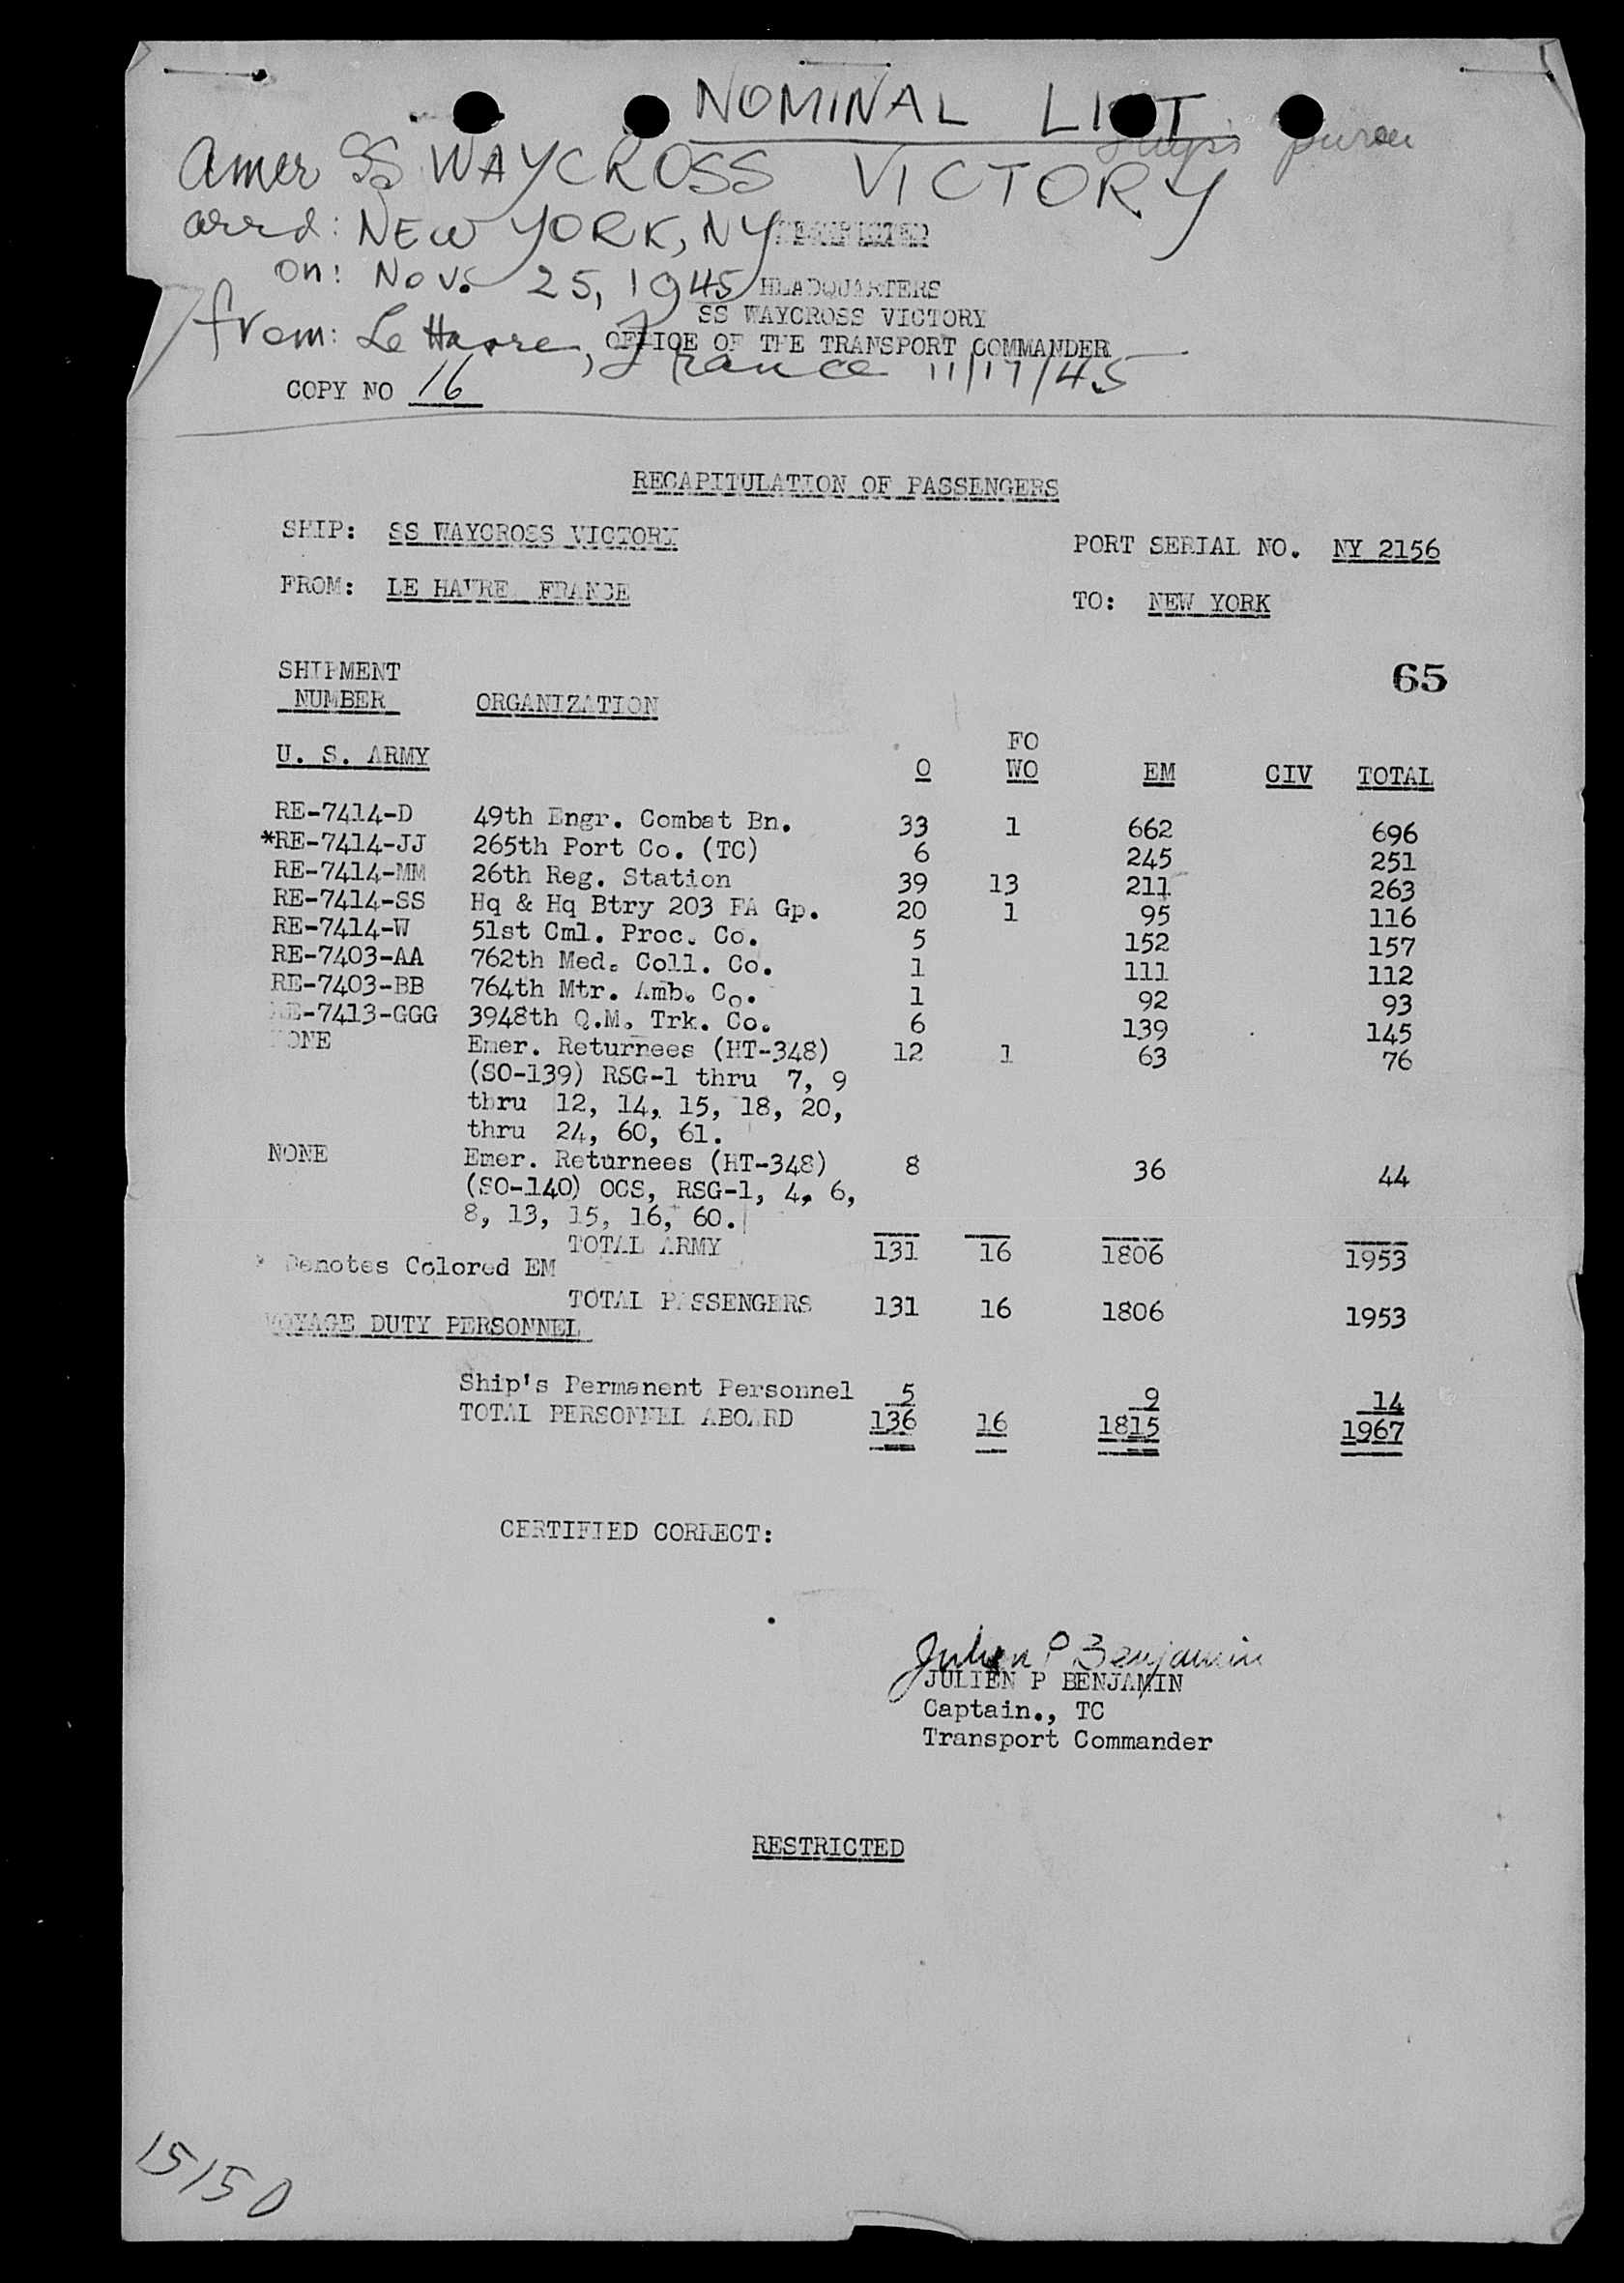 NOMINAL LIST
Amer SS WAYCROSS VICTORY
arrd: NEW YORK, NY
RESTRICTED
on: Nov. 25, 1945
HEADQUARTERS
SS WAYCROSS VICTORY
from: Le Havre, France 11/17/45
OFFICE OF THE TRANSPORT COMMANDER
COPY NO 16
RECAPITULATION OF PASSENGERS
SHIP: SS WAYCROSS VICTORY PORT SERIAL NO. NY 2156
FROM: LE HAVRE FRANCE TO: NEW YORK
65
SHIPMENT
NUMBER ORGANIZATION
FO
U. S. ARMY O WO EM CIV TOTAL
RE-7414-D 49th Engr. Combat Bn. 33 1 662 696
*RE-7414-JJ 265th Port Co. (TC) 6 245 251
RE-7414-MM 26th Reg. Station 39 13 211 263
RE-7414-SS Hq & Hq Btry 203 FA Gp. 20 1 95 116
RE-7414-W 51st Cml. Proc. Co. 5 152 157
RE-7403-AA 762th Med. Coll. Co. 1 111 112
RE-7403-BB 764th Mtr. Amb. Co. 1 92 93
RE-7413-GGG 3948th Q.M. Trk. Co. 6 139 145
NONE Emer. Returnees (HT-348) 12 1 63 76
(SO-139) RSG-1 thru 7, 9
thru 12, 14, 15, 18, 20,
thru 24, 60, 61.
NONE Emer. Returnees (HT-348) 8 36 44
(SO-140) OCS, RSG-1, 4, 6,
8, 13, 15, 16, 60.
TOTAL ARMY 131 16 1806 1953
* Denotes Colored EM
TOTAL PASSENGERS 131 16 1806 1953
VOYAGE DUTY PERSONNEL
Ship's Permanent Personnel 5 9 14
TOTAL PERSONNEL ABOARD 136 16 1815 1967
CERTIFIED CORRECT:
Julien P Benjamin
JULIEN P BENJAMIN
Captain., TC
Transport Commander
RESTRICTED
15150